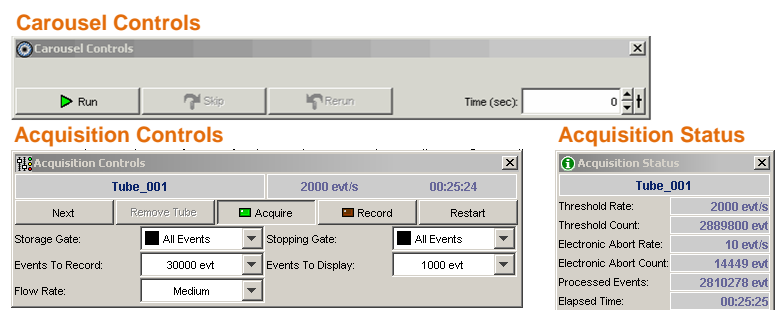 Carousel Controls
Carousel Controls
Run Skip Rerun Time (sec): 0
Acquisition Controls
Acquisition Controls
Tube_001 2000 evt/s 00:25:24
Next Remove Tube Acquire Record Restart
Storage Gate: All Events Stopping Gate: All Events
Events To Record: 30000 evt Events To Display: 1000 evt
Flow Rate: Medium
Acquisition Status
Acquisition Status
Tube_001
Threshold Rate: 2000 evt/s
Threshold Count: 2889800 evt
Electronic Abort Rate: 10 evt/s
Electronic Abort Count: 14449 evt
Processed Events: 2810278 evt
Elapsed Time: 00:25:25